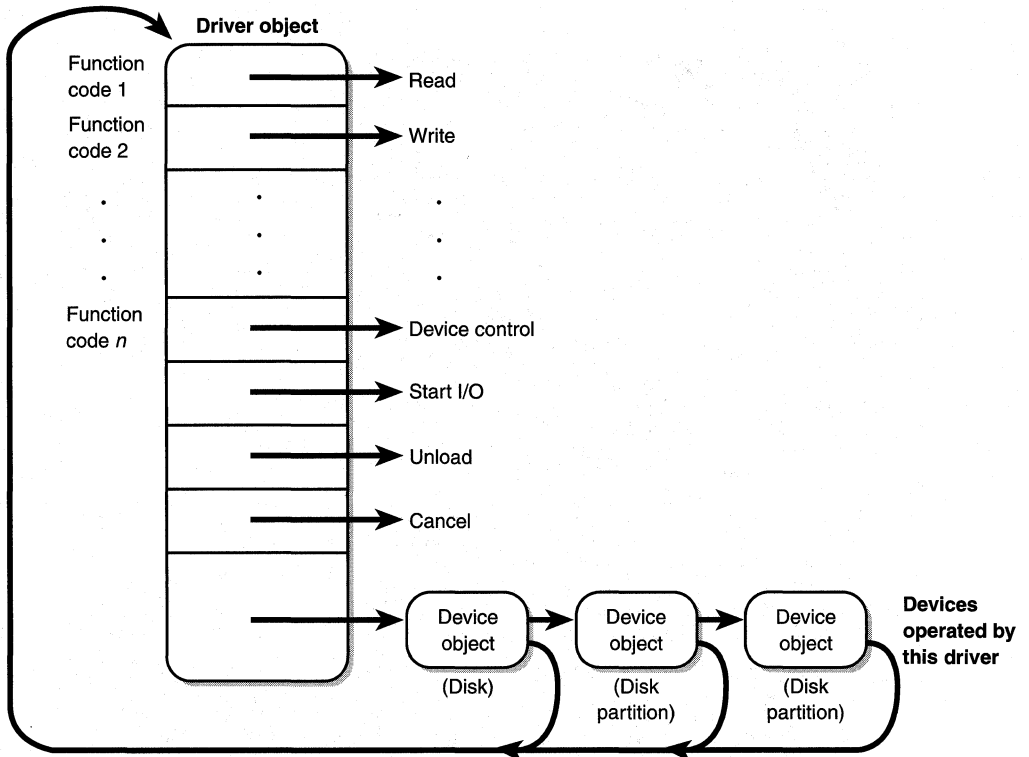 Driver object
Function
code 1
Read
Function
code 2
Write
Function
code n
Device control
Start I/O
Unload
Cancel
Device
object
(Disk)
Device
object
(Disk
partition)
Device
object
(Disk
partition)
Devices
operated by
this driver